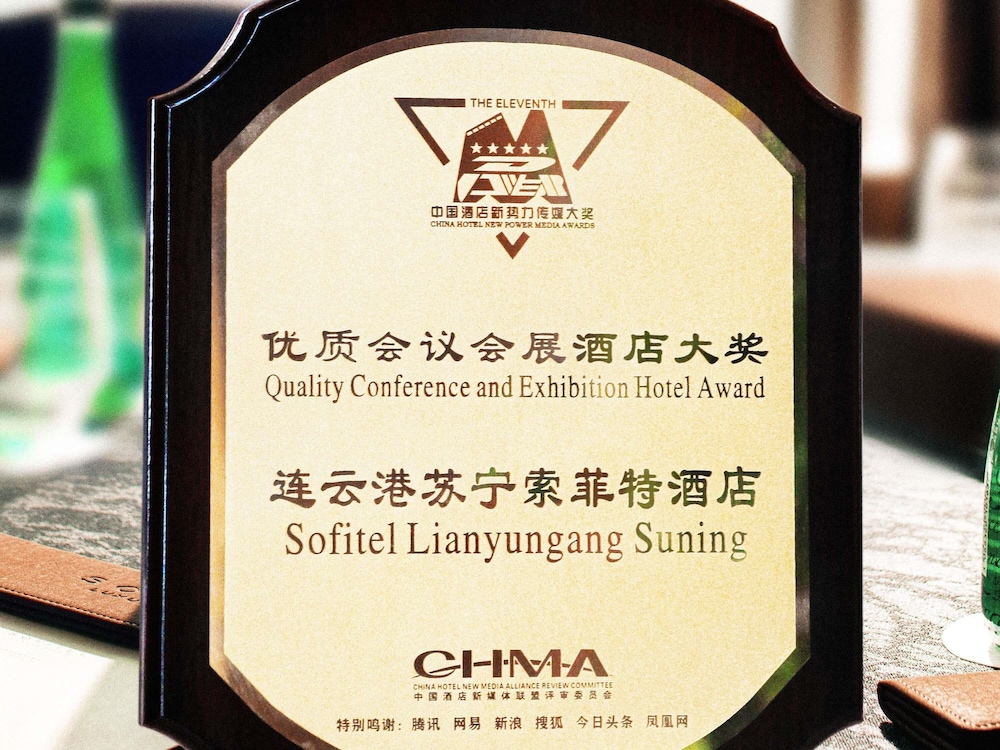 THE ELEVENTH
POWER
中国酒店新势力传媒大奖
CHINA HOTEL NEW POWER MEDIA AWARDS
优质会议会展酒店大奖
Quality Conference and Exhibition Hotel Award
连云港苏宁索菲特酒店
Sofitel Lianyungang Suning
CHMA
CHINA HOTEL NEW MEDIA ALLIANCE REVIEW COMMITTEE
中国酒店新媒体联盟评审委员会
特别鸣谢：腾讯 网易 新浪 搜狐 今日头条 凤凰网